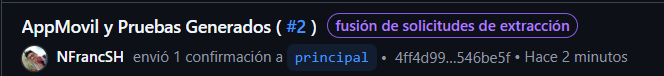 AppMovil y Pruebas Generados ( #2 ) fusión de solicitudes de extracción
NFrancSH envió 1 confirmación a principal • 4ff4d99...546be5f • Hace 2 minutos